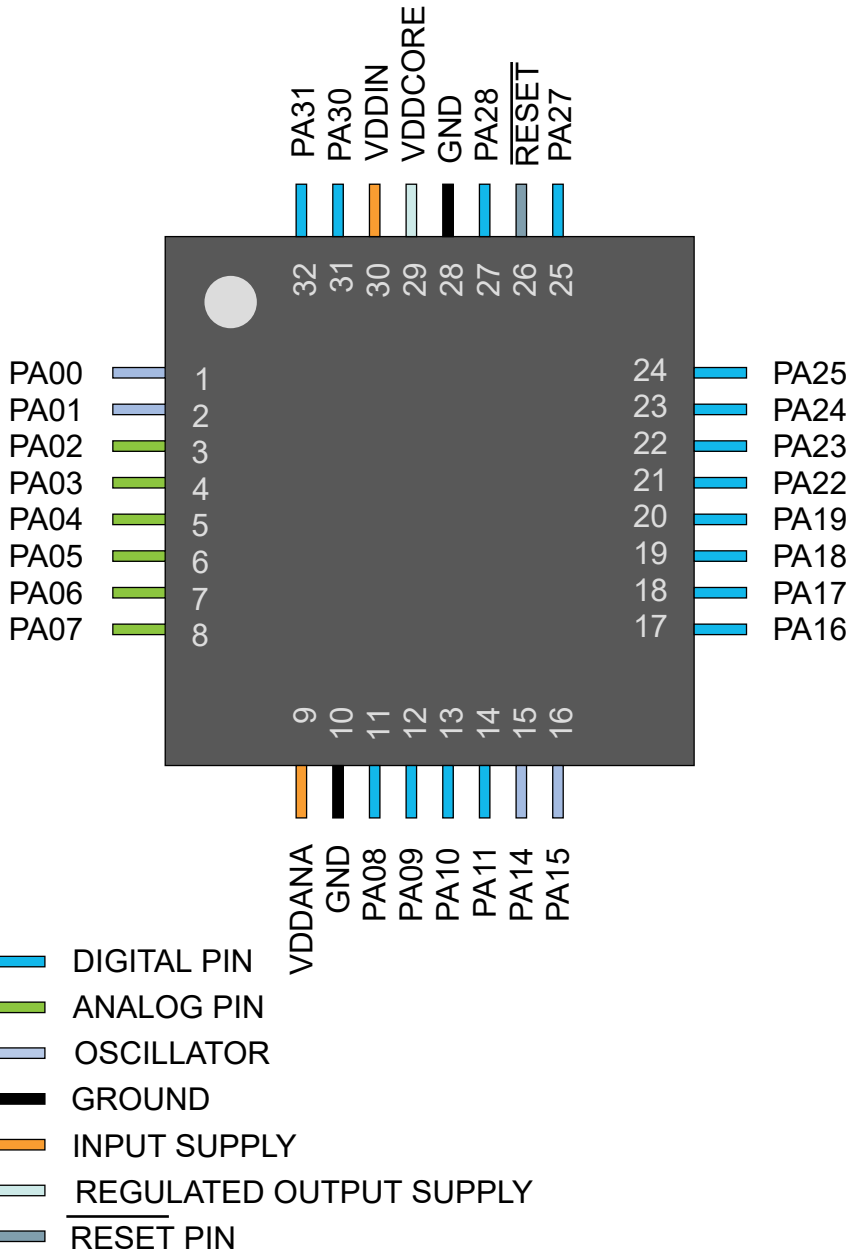 PA31
PA30
VDDIN
VDDCORE
GND
PA28
RESET
PA27
32
31
30
29
28
27
26
25
PA00 1
PA01 2
PA02 3
PA03 4
PA04 5
PA05 6
PA06 7
PA07 8
24 PA25
23 PA24
22 PA23
21 PA22
20 PA19
19 PA18
18 PA17
17 PA16
9
10
11
12
13
14
15
16
VDDANA
GND
PA08
PA09
PA10
PA11
PA14
PA15
DIGITAL PIN
ANALOG PIN
OSCILLATOR
GROUND
INPUT SUPPLY
REGULATED OUTPUT SUPPLY
RESET PIN